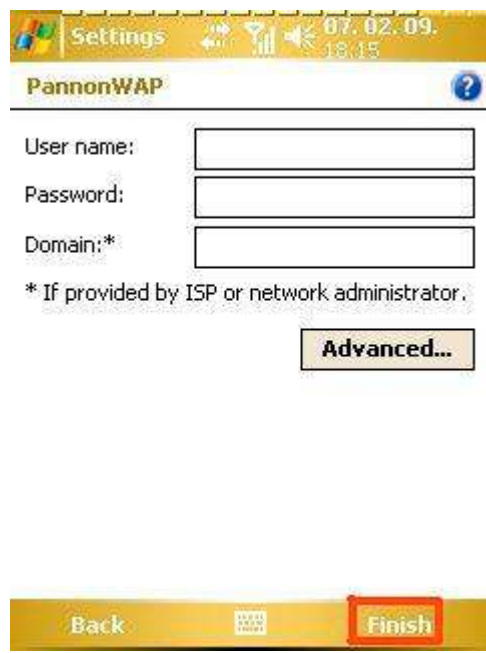 Settings 07. 02. 09.
18:15
PannonWAP
User name:
Password:
Domain:*
* If provided by ISP or network administrator.
Advanced...
Back Finish